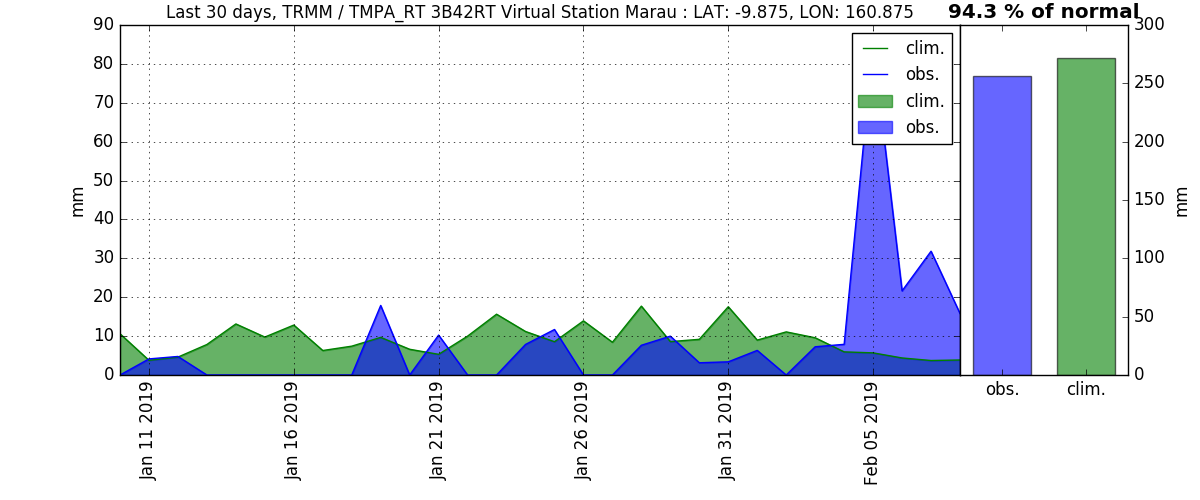 Last 30 days, TRMM / TMPA_RT 3B42RT Virtual Station Marau : LAT: -9.875, LON: 160.875
94.3 % of normal
90
80
70
60
50
40
30
20
10
0
mm
clim.
obs.
clim.
obs.
Jan 11 2019
Jan 16 2019
Jan 21 2019
Jan 26 2019
Jan 31 2019
Feb 05 2019
300
250
200
150
100
50
0
mm
obs.
clim.